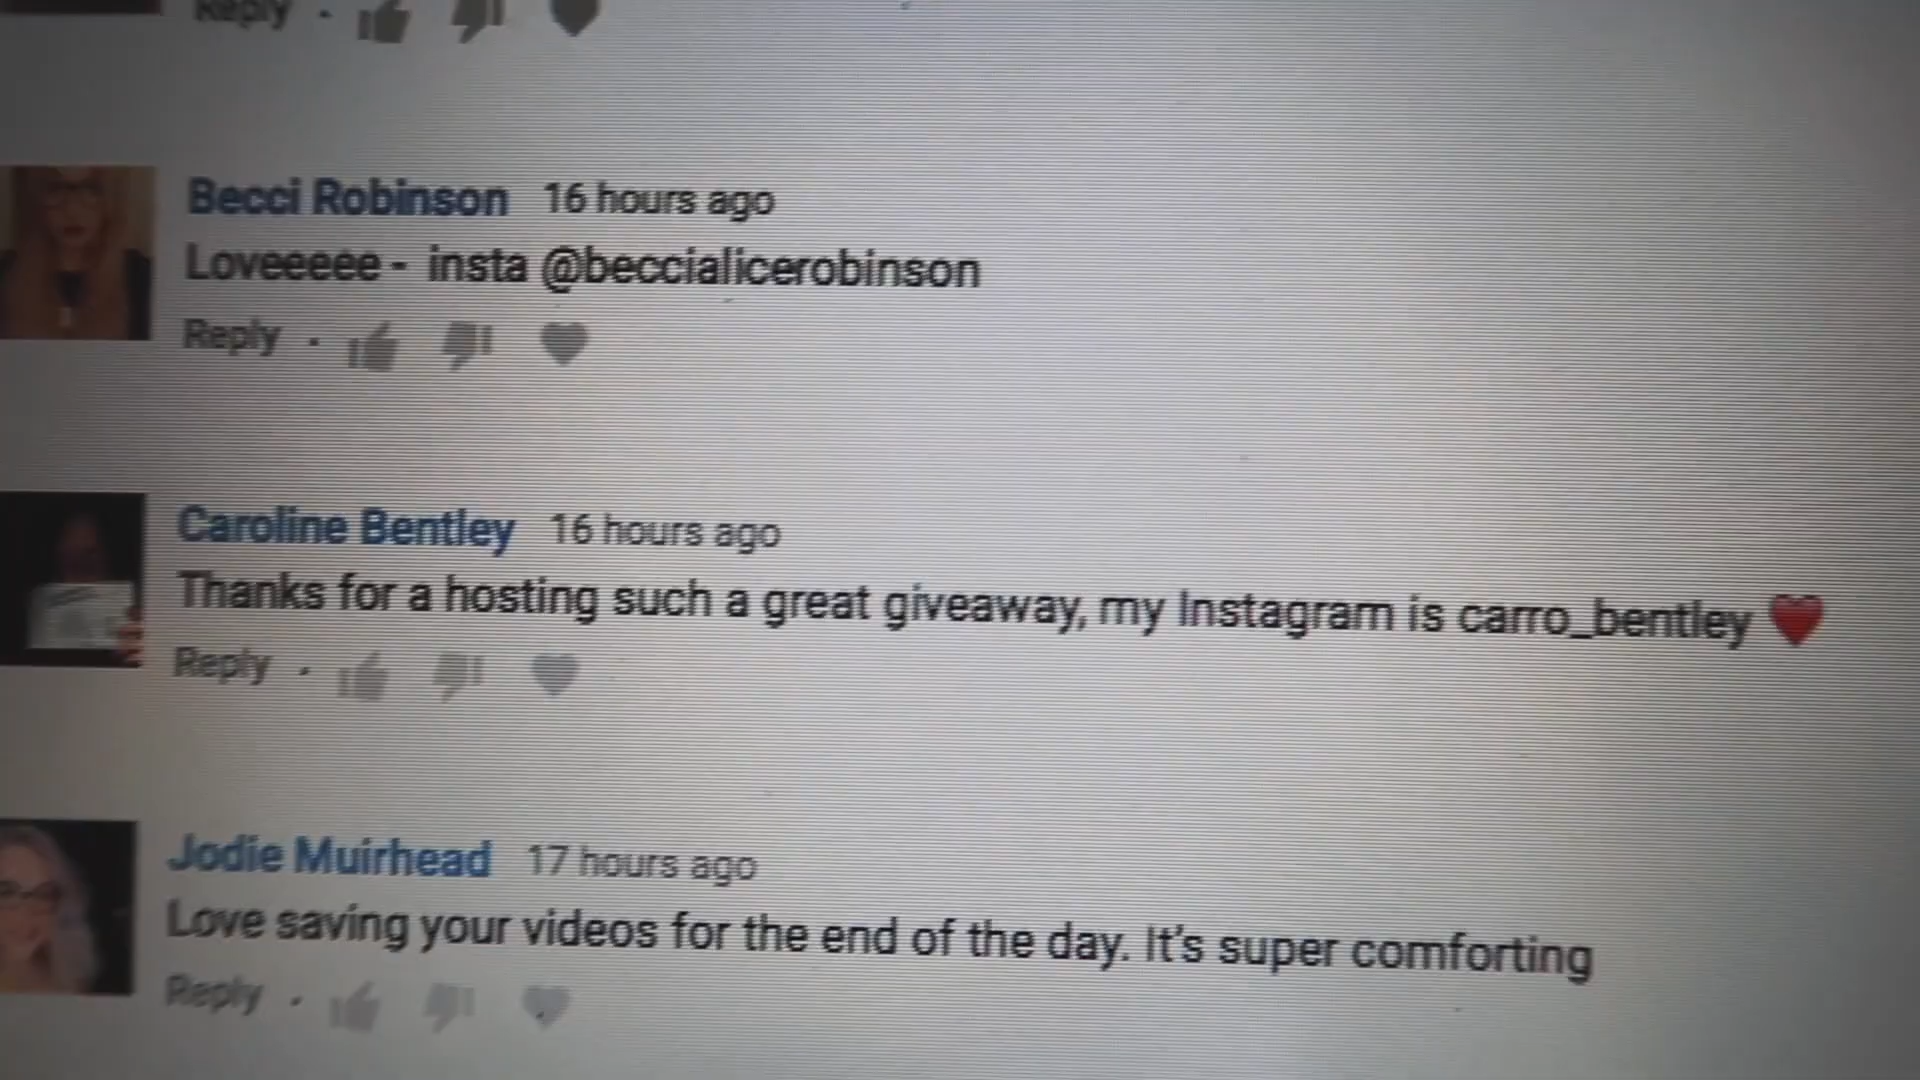 Reply ·
Becci Robinson 16 hours ago
Loveeeee - insta @beccialicerobinson
Reply ·
Caroline Bentley 16 hours ago
Thanks for a hosting such a great giveaway, my Instagram is carro_bentley ❤️
Reply ·
Jodie Muirhead 17 hours ago
Love saving your videos for the end of the day. It's super comforting
Reply ·